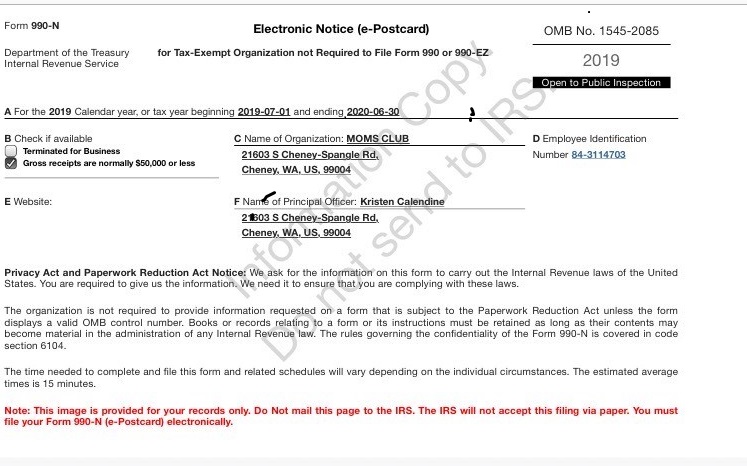 Form 990-N
Electronic Notice (e-Postcard)
OMB No. 1545-2085
Department of the Treasury
Internal Revenue Service
for Tax-Exempt Organization not Required to File Form 990 or 990-EZ
2019
Open to Public Inspection
A For the 2019 Calendar year, or tax year beginning 2019-07-01 and ending 2020-06-30
B Check if available
Terminated for Business
Gross receipts are normally $50,000 or less
C Name of Organization: MOMS CLUB
21603 S Cheney-Spangle Rd,
Cheney, WA, US, 99004
D Employee Identification
Number 84-3114703
E Website:
F Name of Principal Officer: Kristen Calendine
21603 S Cheney-Spangle Rd,
Cheney, WA, US, 99004
Privacy Act and Paperwork Reduction Act Notice: We ask for the information on this form to carry out the Internal Revenue laws of the United
States. You are required to give us the information. We need it to ensure that you are complying with these laws.
The organization is not required to provide information requested on a form that is subject to the Paperwork Reduction Act unless the form
displays a valid OMB control number. Books or records relating to a form or its instructions must be retained as long as their contents may
become material in the administration of any Internal Revenue law. The rules governing the confidentiality of the Form 990-N is covered in code
section 6104.
The time needed to complete and file this form and related schedules will vary depending on the individual circumstances. The estimated average
times is 15 minutes.
Note: This image is provided for your records only. Do Not mail this page to the IRS. The IRS will not accept this filing via paper. You must
file your Form 990-N (e-Postcard) electronically.
Information Copy
Do not send to IRS.